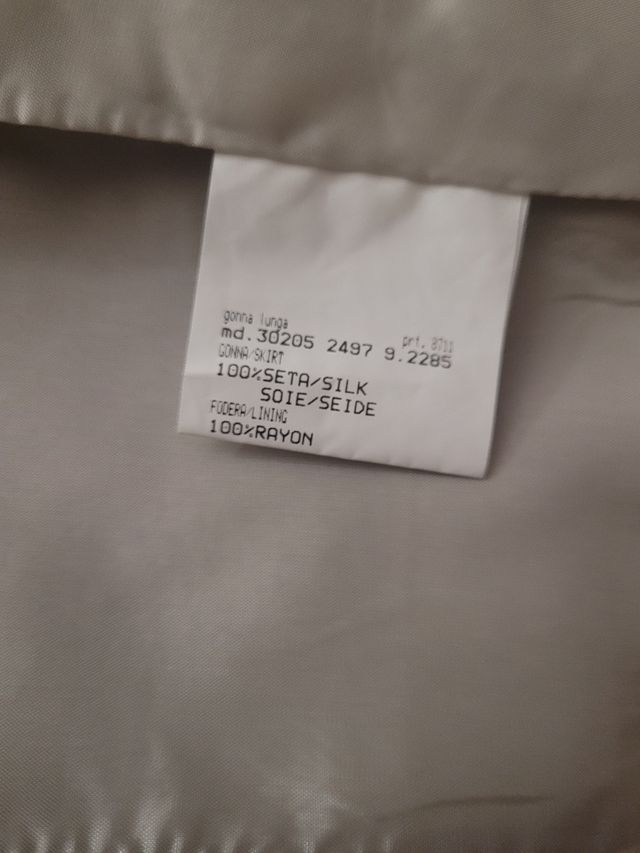 gonna lunga
prt. 8711
md.30205 2497 9.2285
GONNA/SKIRT
100%SETA/SILK
SOIE/SEIDE
FODERA/LINING
100%RAYON